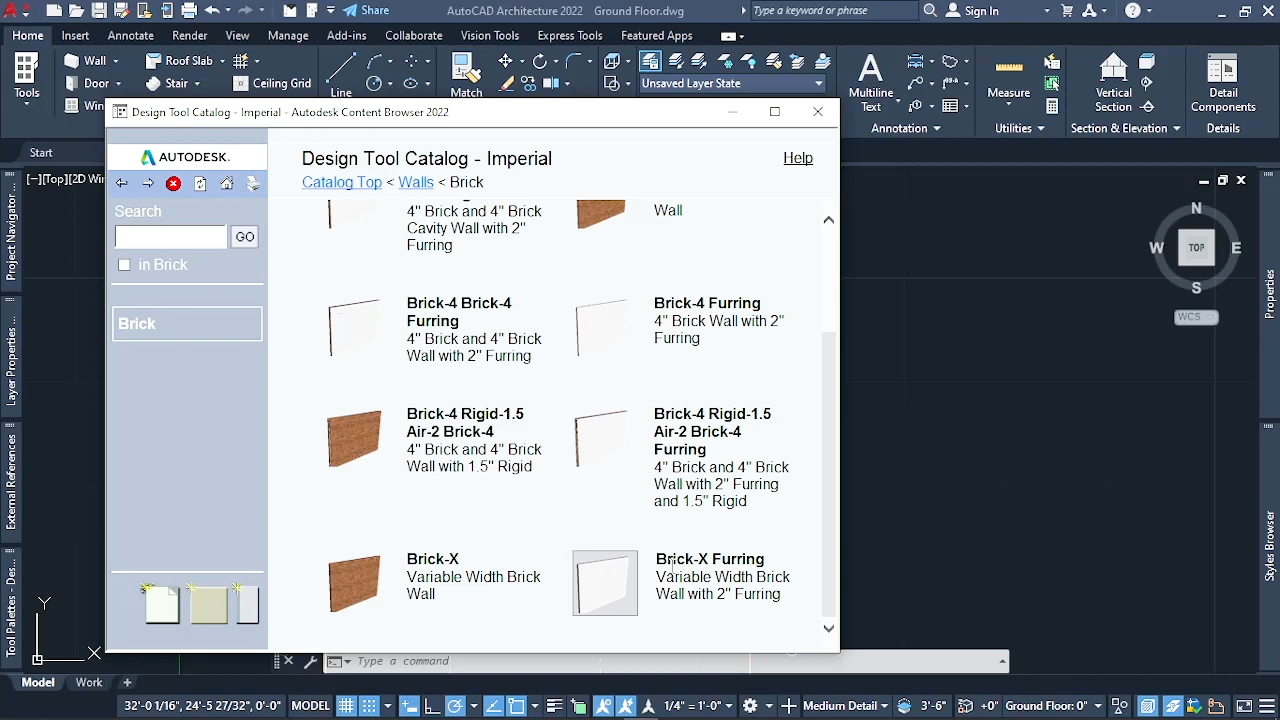 Share
AutoCAD Architecture 2022
Ground Floor.dwg
Type a keyword or phrase
Sign In
Home
Insert
Annotate
Render
View
Manage
Add-ins
Collaborate
Vision Tools
Express Tools
Featured Apps
Wall
Roof Slab
Door
Stair
Ceiling Grid
Tools
Line
Match
Unsaved Layer State
Multiline
Text
Measure
Vertical
Section
Detail
Components
Annotation
Utilities
Section & Elevation
Details
Design Tool Catalog - Imperial - Autodesk Content Browser 2022
Start
AUTODESK.
Design Tool Catalog - Imperial
Help
Catalog Top < Walls < Brick
Search
GO
in Brick
Brick
4" Brick and 4" Brick
Cavity Wall with 2"
Furring
Wall
Brick-4 Brick-4
Furring
4" Brick and 4" Brick
Wall with 2" Furring
Brick-4 Furring
4" Brick Wall with 2"
Furring
Brick-4 Rigid-1.5
Air-2 Brick-4
4" Brick and 4" Brick
Wall with 1.5" Rigid
Brick-4 Rigid-1.5
Air-2 Brick-4
Furring
4" Brick and 4" Brick
Wall with 2" Furring
and 1.5" Rigid
Brick-X
Variable Width Brick
Wall
Brick-X Furring
Variable Width Brick
Wall with 2" Furring
[−][Top][2D Wir
Project Navigator
Layer Properties
External References
Tool Palettes - Des...
Properties
Styles Browser
N
W
TOP
E
S
WCS
Y
X
Type a command
Model
Work
32'-0 1/16", 24'-5 27/32", 0'-0"
MODEL
1/4" = 1'-0"
Medium Detail
3'-6"
+0"
Ground Floor:0"